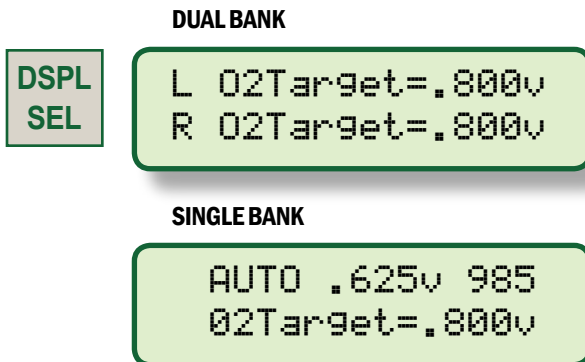 DUAL BANK
DSPL
SEL
L O2Target=.800v
R O2Target=.800v
SINGLE BANK
AUTO .625v 985
02Target=.800v